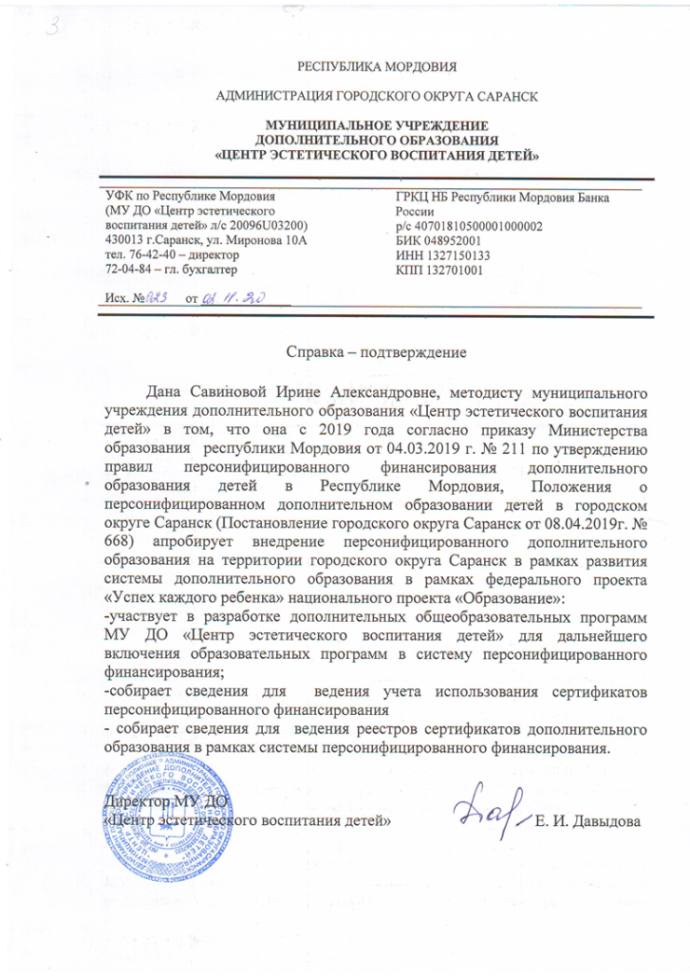 3
РЕСПУБЛИКА МОРДОВИЯ
АДМИНИСТРАЦИЯ ГОРОДСКОГО ОКРУГА САРАНСК
МУНИЦИПАЛЬНОЕ УЧРЕЖДЕНИЕ
ДОПОЛНИТЕЛЬНОГО ОБРАЗОВАНИЯ
«ЦЕНТР ЭСТЕТИЧЕСКОГО ВОСПИТАНИЯ ДЕТЕЙ»
УФК по Республике Мордовия
(МУ ДО «Центр эстетического
воспитания детей» л/с 20096U03200)
430013 г.Саранск, ул. Миронова 10А
тел. 76-42-40 – директор
72-04-84 – гл. бухгалтер
Исх. № от
ГРКЦ НБ Республики Мордовия Банка
России
р/с 40701810500001000002
БИК 048952001
ИНН 1327150133
КПП 132701001
Справка – подтверждение
Дана Савиновой Ирине Александровне, методисту муниципального
учреждения дополнительного образования «Центр эстетического воспитания
детей» в том, что она с 2019 года согласно приказу Министерства
образования республики Мордовия от 04.03.2019 г. № 211 по утверждению
правил персонифицированного финансирования дополнительного
образования детей в Республике Мордовия, Положения о
персонифицированном дополнительном образовании детей в городском
округе Саранск (Постановление городского округа Саранск от 08.04.2019г. №
668) апробирует внедрение персонифицированного дополнительного
образования на территории городского округа Саранск в рамках развития
системы дополнительного образования в рамках федерального проекта
«Успех каждого ребенка» национального проекта «Образование»:
-участвует в разработке дополнительных общеобразовательных программ
МУ ДО «Центр эстетического воспитания детей» для дальнейшего
включения образовательных программ в систему персонифицированного
финансирования;
-собирает сведения для ведения учета использования сертификатов
персонифицированного финансирования
- собирает сведения для ведения реестров сертификатов дополнительного
образования в рамках системы персонифицированного финансирования.
Директор МУ ДО
«Центр эстетического воспитания детей»
Е. И. Давыдова